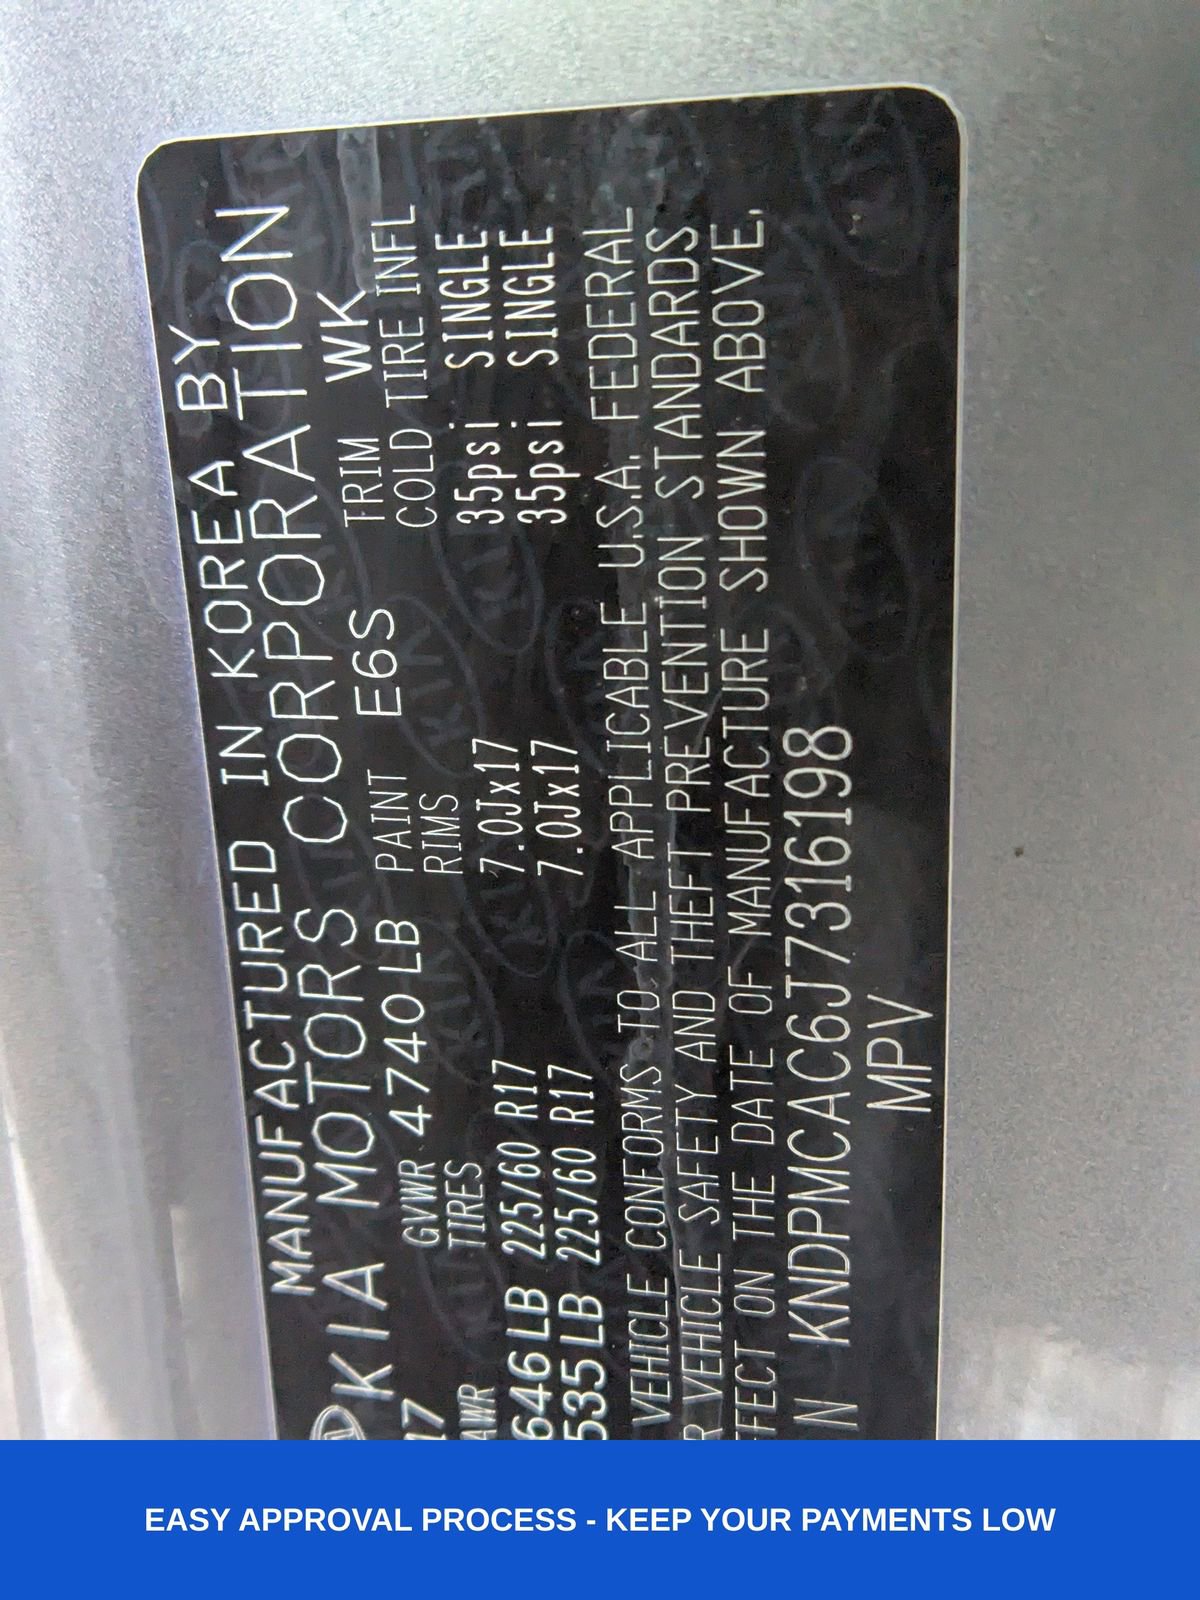 MANUFACTURED IN KOREA BY
KIA MOTORS CORPORATION
17 GVWR 4740LB PAINT E6S TRIM WK
TIRES RIMS COLD TIRE INFL
646LB 225/60 R17 7.0Jx17 35psi SINGLE
535LB 225/60 R17 7.0Jx17 35psi SINGLE
VEHICLE CONFORMS TO ALL APPLICABLE U.S.A. FEDERAL
R VEHICLE SAFETY AND THEFT PREVENTION STANDARDS
FFECT ON THE DATE OF MANUFACTURE SHOWN ABOVE.
N KNDPMCAC6J7316198
MPV
EASY APPROVAL PROCESS - KEEP YOUR PAYMENTS LOW